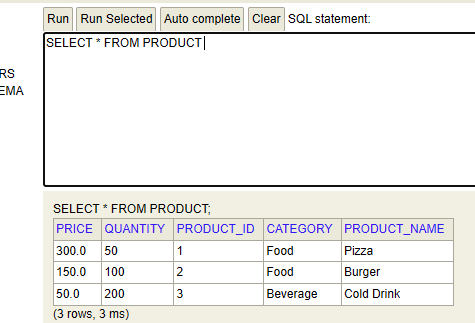 Run Run Selected Auto complete Clear SQL statement:
SELECT * FROM PRODUCT
RS
EMA
SELECT * FROM PRODUCT;
PRICE QUANTITY PRODUCT_ID CATEGORY PRODUCT_NAME
300.0 50 1 Food Pizza
150.0 100 2 Food Burger
50.0 200 3 Beverage Cold Drink
(3 rows, 3 ms)